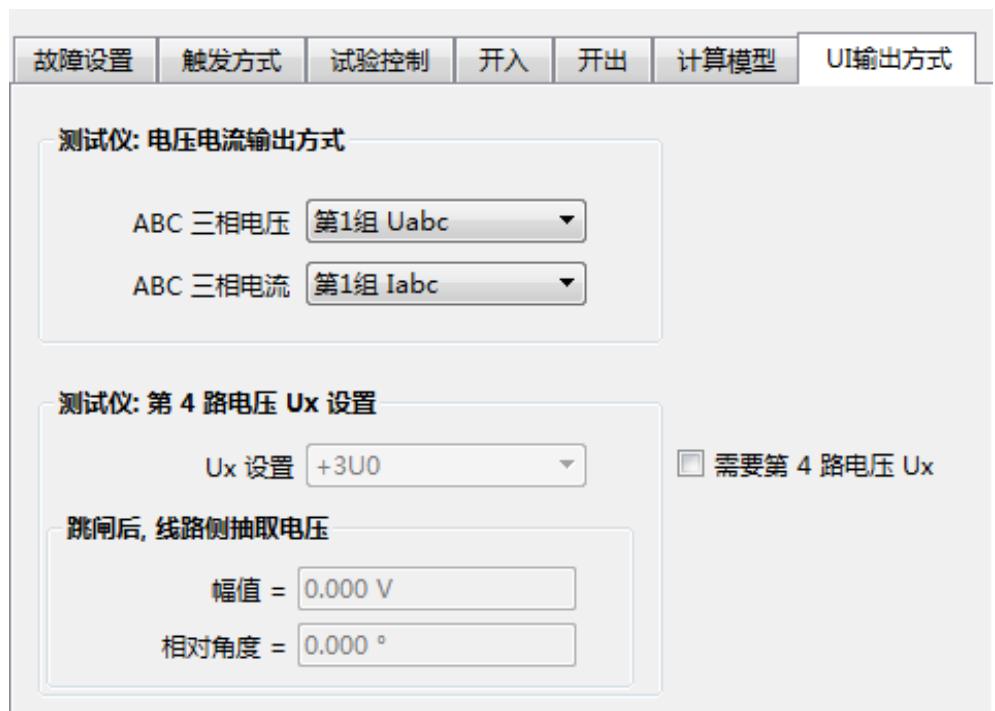 故障设置 触发方式 试验控制 开入 开出 计算模型 UI输出方式
测试仪: 电压电流输出方式
ABC 三相电压 第1组 Uabc
ABC 三相电流 第1组 Iabc
测试仪: 第 4 路电压 Ux 设置
Ux 设置 +3U0 需要第 4 路电压 Ux
跳闸后, 线路侧抽取电压
幅值 = 0.000 V
相对角度 = 0.000 °